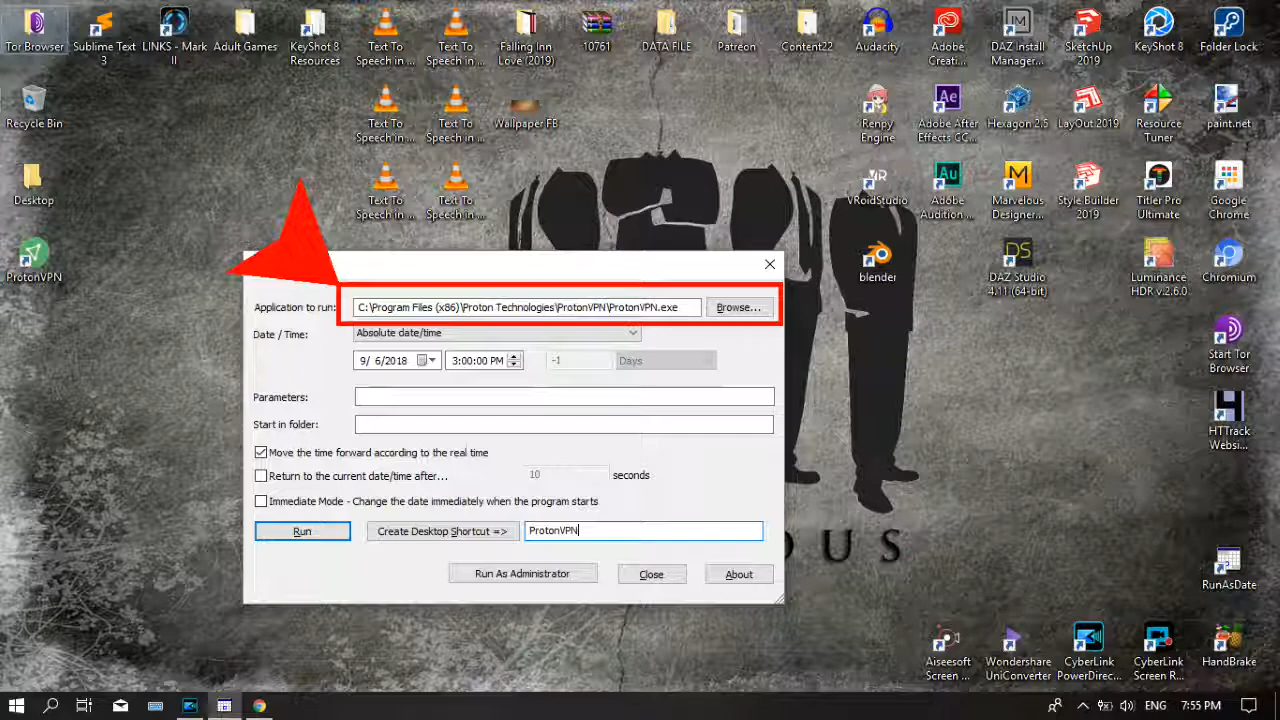 Tor Browser
Sublime Text
3
LINKS - Mark
II
Adult Games
KeyShot 8
Resources
Text To
Speech in ...
Text To
Speech in ...
Falling Inn
Love (2019)
10761
DATA FILE
Patreon
Content22
Audacity
Adobe
Creati...
DAZ Install
Manager...
SketchUp
2019
KeyShot 8
Folder Lock
Recycle Bin
Text To
Speech in ...
Text To
Speech in ...
Wallpaper FB
Renpy
Engine
Adobe After
Effects CC...
Hexagon 2.5
LayOut 2019
Resource
Tuner
paint.net
Desktop
Text To
Speech in ...
Text To
Speech in ...
VRoidStudio
Adobe
Audition ...
Marvelous
Designer...
Style Builder
2019
Titler Pro
Ultimate
Google
Chrome
ProtonVPN
blender
DAZ Studio
4.11 (64-bit)
Luminance
HDR v.2.6.0
Chromium
Start Tor
Browser
HTTrack
Websi...
RunAsDate
Application to run:
C:\Program Files (x86)\Proton Technologies\ProtonVPN\ProtonVPN.exe
Browse...
Date / Time:
Absolute date/time
9/ 6/2018
3:00:00 PM
-1
Days
Parameters:
Start in folder:
Move the time forward according to the real time
Return to the current date/time after...
10
seconds
Immediate Mode - Change the date immediately when the program starts
Run
Create Desktop Shortcut =>
ProtonVPN
Run As Administrator
Close
About
OUS
Aiseesoft
Screen ...
Wondershare
UniConverter
CyberLink
PowerDirec...
CyberLink
Screen R...
HandBrake
ENG
7:55 PM